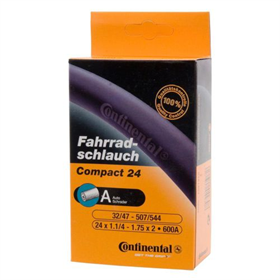 Continental
100%
Fahrrad-
schlauch
Compact 24
A Auto
Schrader
32/47 - 507/544
24 x 1.1/4 - 1.75 x 2 • 600A
Continental